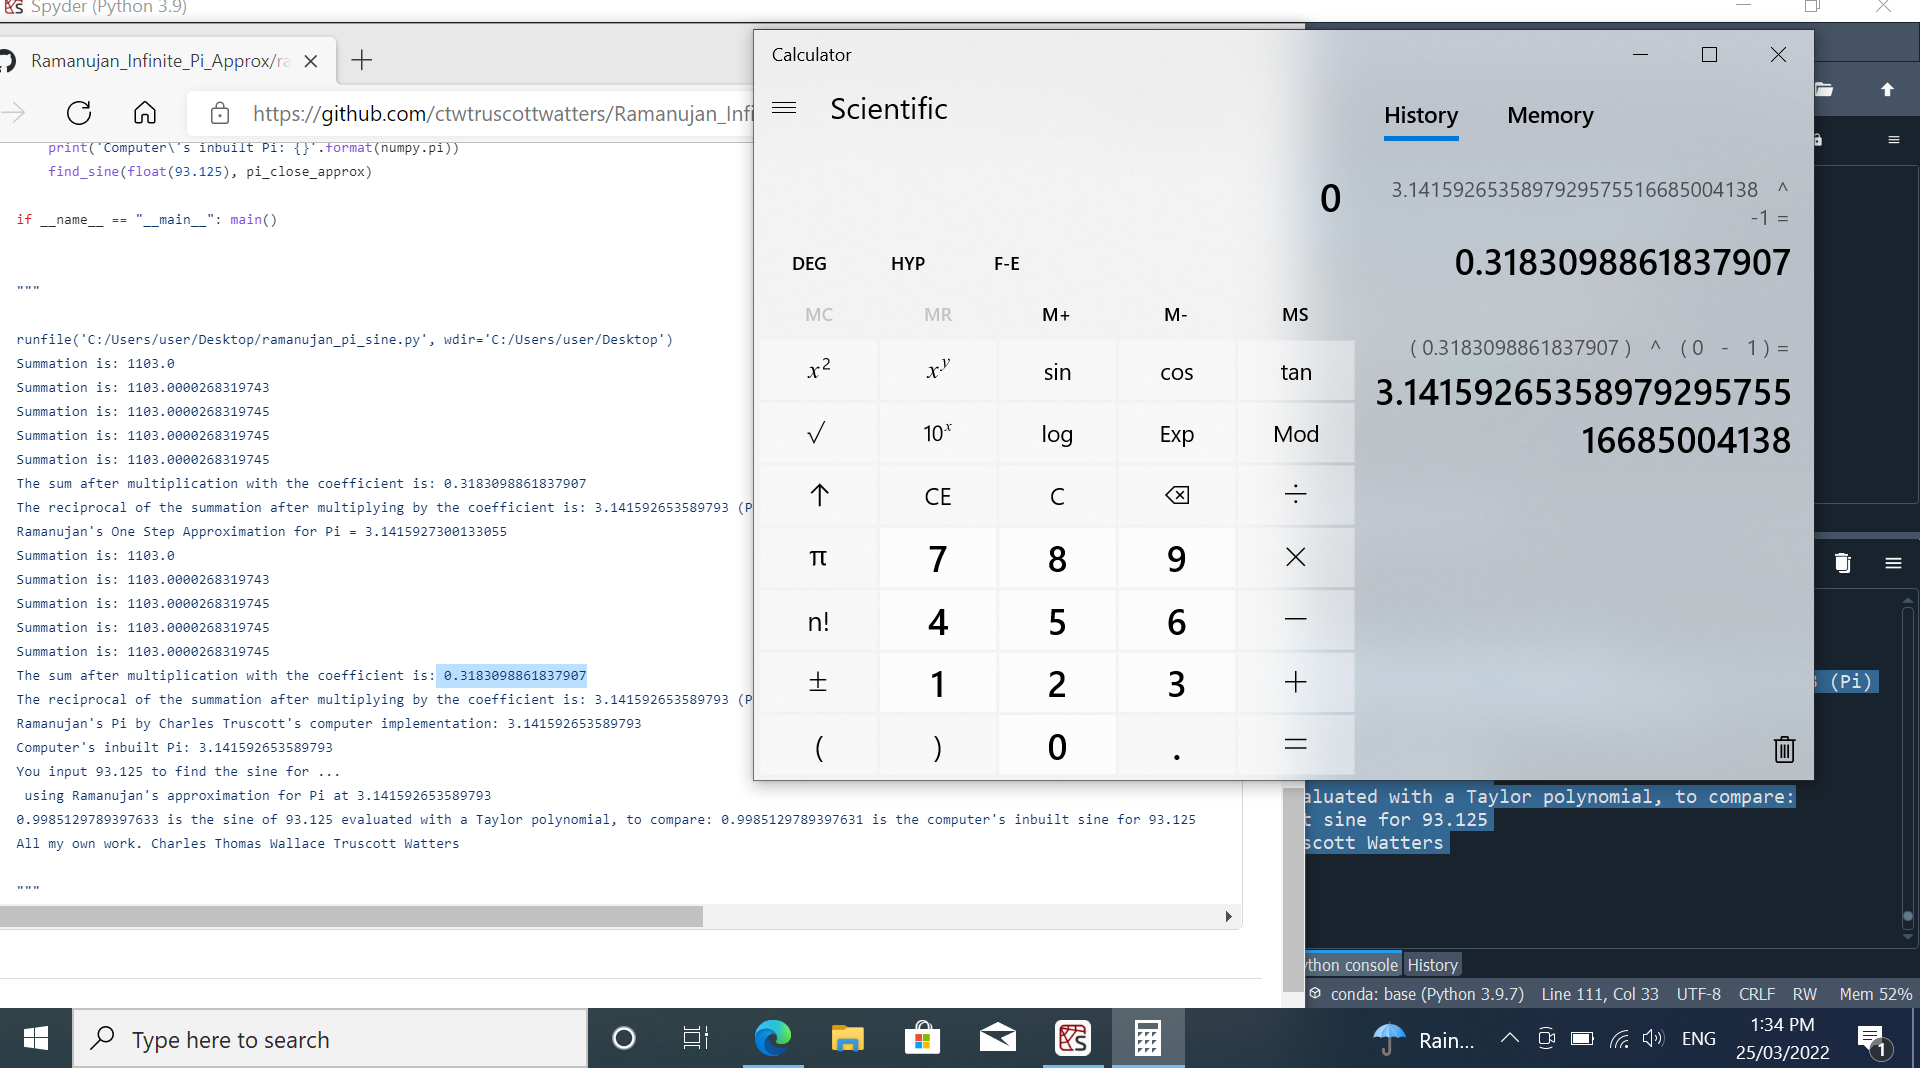 Spyder (Python 3.9)
Ramanujan_Infinite_Pi_Approx/ra
https://github.com/ctwtruscottwatters/Ramanujan_Infi
print('Computer\'s inbuilt Pi: {}'.format(numpy.pi))
find_sine(float(93.125), pi_close_approx)
if __name__ == "__main__": main()
"""
runfile('C:/Users/user/Desktop/ramanujan_pi_sine.py', wdir='C:/Users/user/Desktop')
Summation is: 1103.0
Summation is: 1103.0000268319743
Summation is: 1103.0000268319745
Summation is: 1103.0000268319745
Summation is: 1103.0000268319745
The sum after multiplication with the coefficient is: 0.3183098861837907
The reciprocal of the summation after multiplying by the coefficient is: 3.141592653589793 (P
Ramanujan's One Step Approximation for Pi = 3.1415927300133055
Summation is: 1103.0
Summation is: 1103.0000268319743
Summation is: 1103.0000268319745
Summation is: 1103.0000268319745
Summation is: 1103.0000268319745
The sum after multiplication with the coefficient is: 0.3183098861837907
The reciprocal of the summation after multiplying by the coefficient is: 3.141592653589793 (P
Ramanujan's Pi by Charles Truscott's computer implementation: 3.141592653589793
Computer's inbuilt Pi: 3.141592653589793
You input 93.125 to find the sine for ...
using Ramanujan's approximation for Pi at 3.141592653589793
0.9985129789397633 is the sine of 93.125 evaluated with a Taylor polynomial, to compare: 0.9985129789397631 is the computer's inbuilt sine for 93.125
All my own work. Charles Thomas Wallace Truscott Watters
"""
Calculator
Scientific
0
DEG HYP F-E
MC MR M+ M- MS
x² xʸ sin cos tan
√ 10ˣ log Exp Mod
↑ CE C ÷
π 7 8 9 ×
n! 4 5 6 −
± 1 2 3 +
( ) 0 . =
History Memory
3.1415926535897929575516685004138 ^
-1 =
0.3183098861837907
( 0.3183098861837907 ) ^ ( 0 - 1 ) =
3.14159265358979295755
16685004138
(Pi)
aluated with a Taylor polynomial, to compare:
t sine for 93.125
scott Watters
thon console History
conda: base (Python 3.9.7) Line 111, Col 33 UTF-8 CRLF RW Mem 52%
Type here to search
Rain...
ENG
1:34 PM
25/03/2022
1